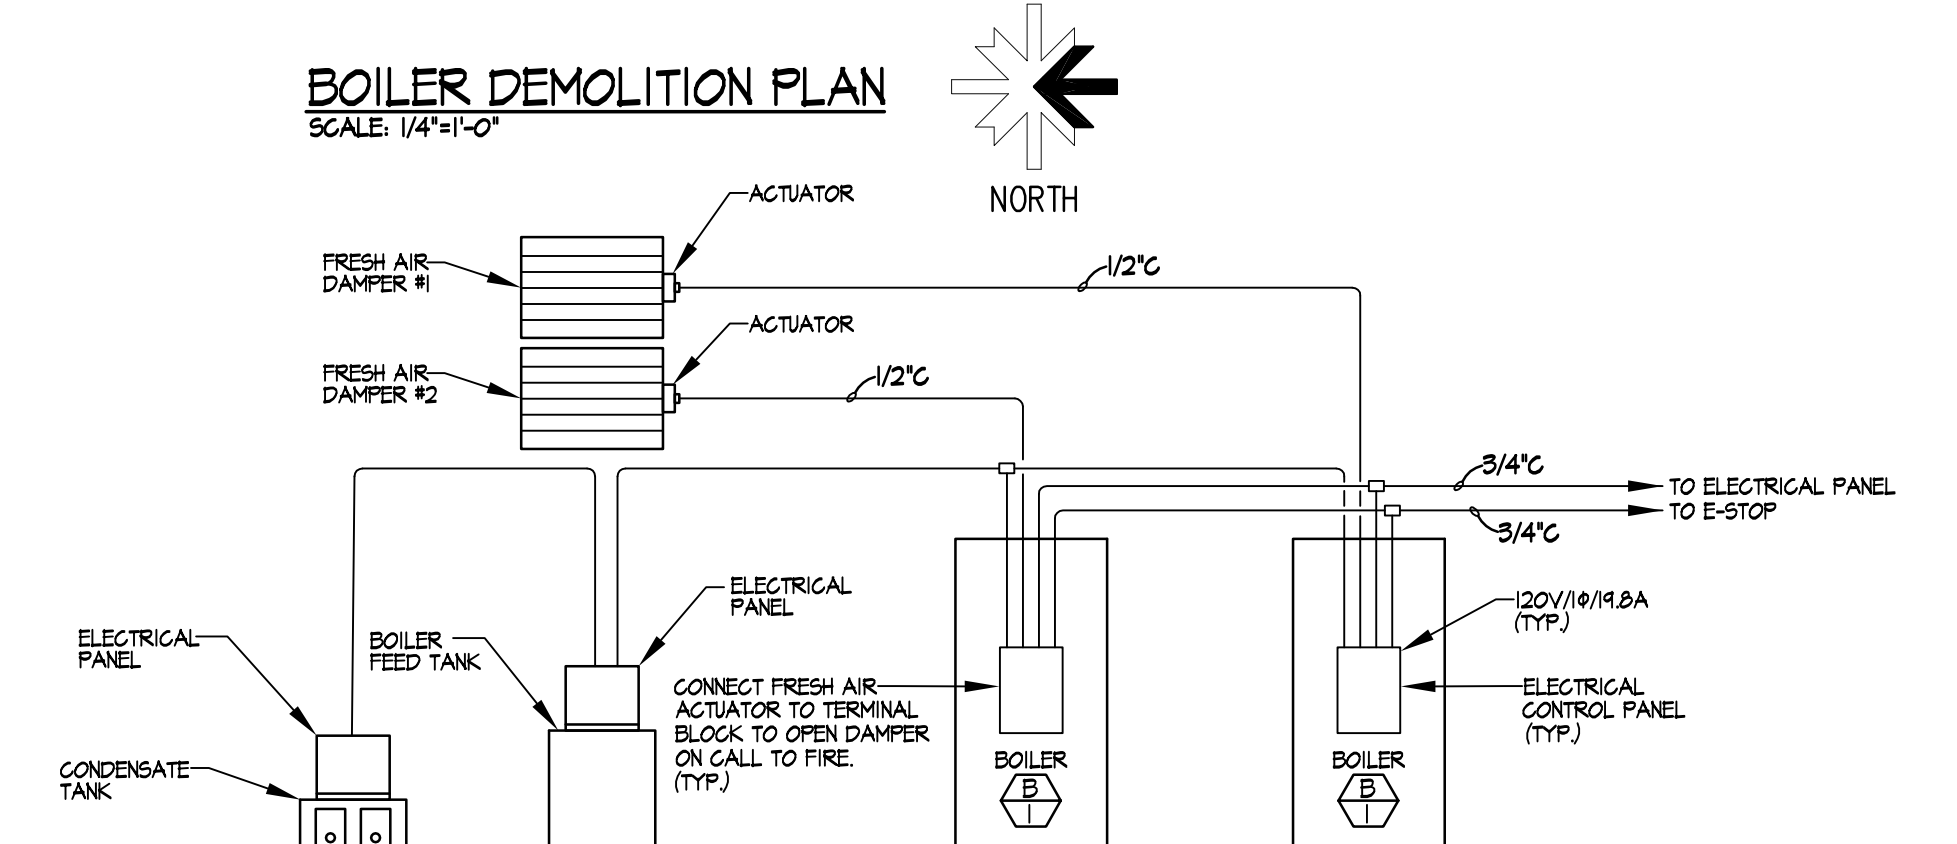 BOILER DEMOLITION PLAN
SCALE: 1/4"=1'-0"
NORTH
ACTUATOR
FRESH AIR
DAMPER #1
1/2"C
ACTUATOR
FRESH AIR
DAMPER #2
1/2"C
3/4"C
TO ELECTRICAL PANEL
TO E-STOP
3/4"C
ELECTRICAL
PANEL
120V/1Φ/19.8A
(TYP.)
ELECTRICAL
PANEL
BOILER
FEED TANK
CONNECT FRESH AIR
ACTUATOR TO TERMINAL
BLOCK TO OPEN DAMPER
ON CALL TO FIRE.
(TYP.)
ELECTRICAL
CONTROL PANEL
(TYP.)
CONDENSATE
TANK
BOILER
B
1
BOILER
B
1